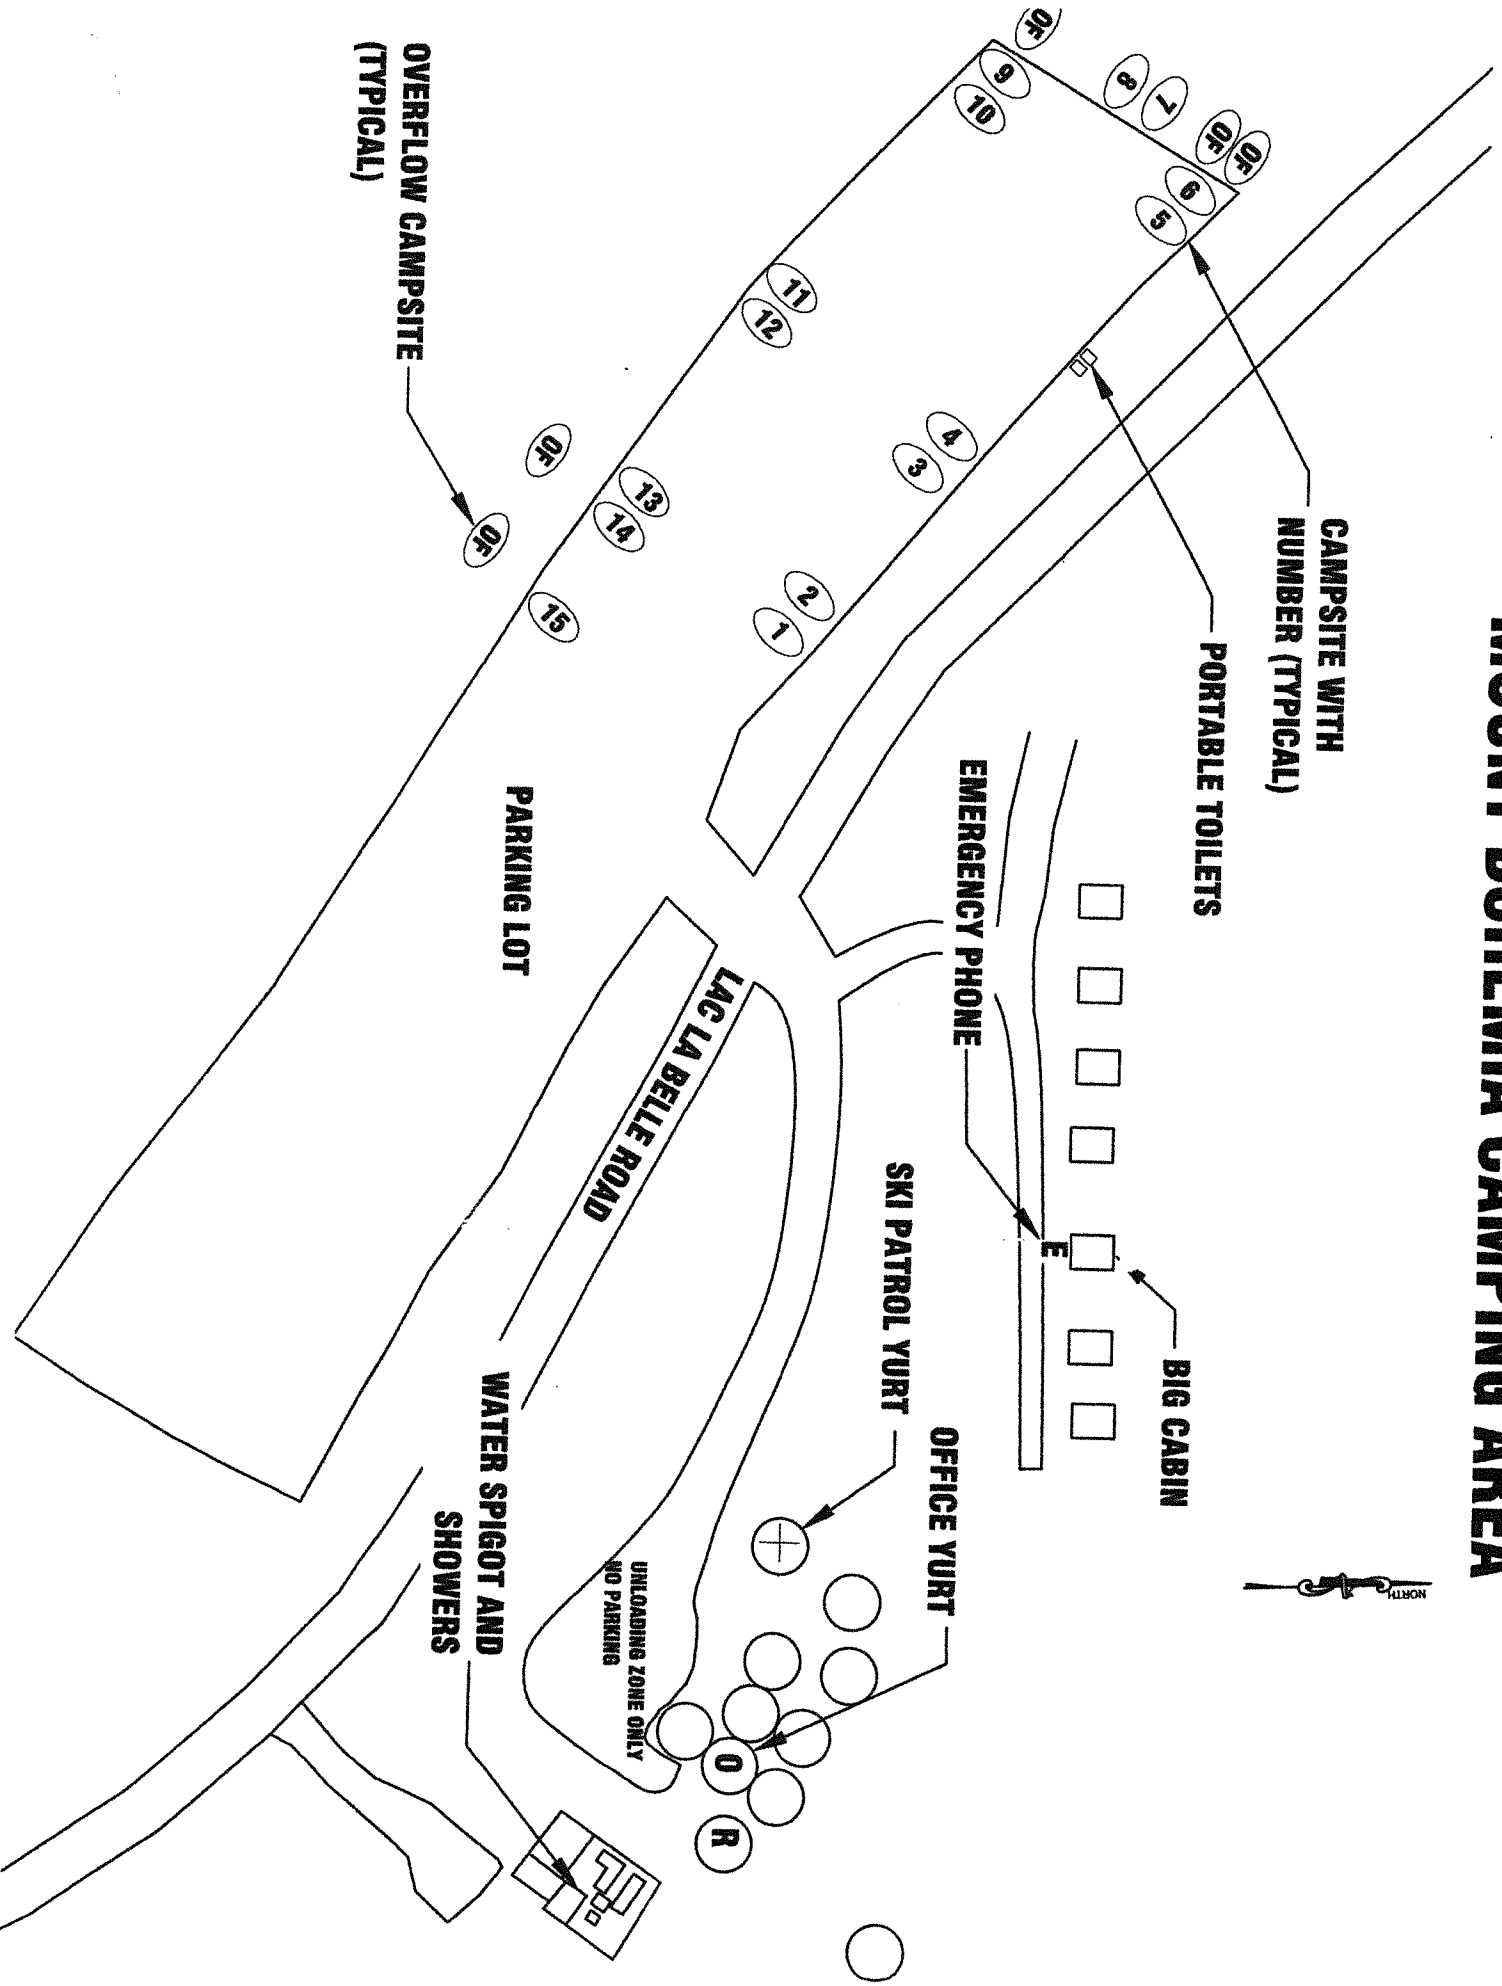 MOUNT BOHEMIA CAMPING AREA
NORTH
CAMPSITE WITH
NUMBER (TYPICAL)
PORTABLE TOILETS
BIG CABIN
EMERGENCY PHONE
E
OFFICE YURT
SKI PATROL YURT
OF
OF
OF
6
5
7
8
9
10
4
3
2
1
11
12
13
14
15
OF
OF
OVERFLOW CAMPSITE
(TYPICAL)
PARKING LOT
LAC LA BELLE ROAD
UNLOADING ZONE ONLY
NO PARKING
O
R
WATER SPIGOT AND
SHOWERS